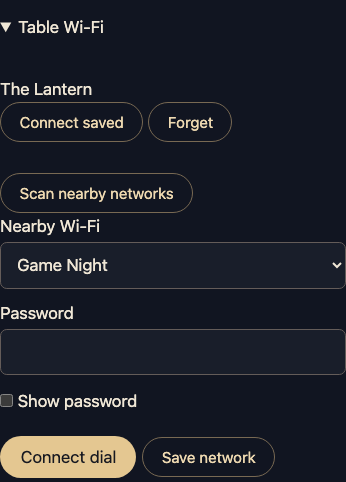 Table Wi-Fi
The Lantern
Connect saved Forget
Scan nearby networks
Nearby Wi-Fi
Game Night
Password
Show password
Connect dial Save network